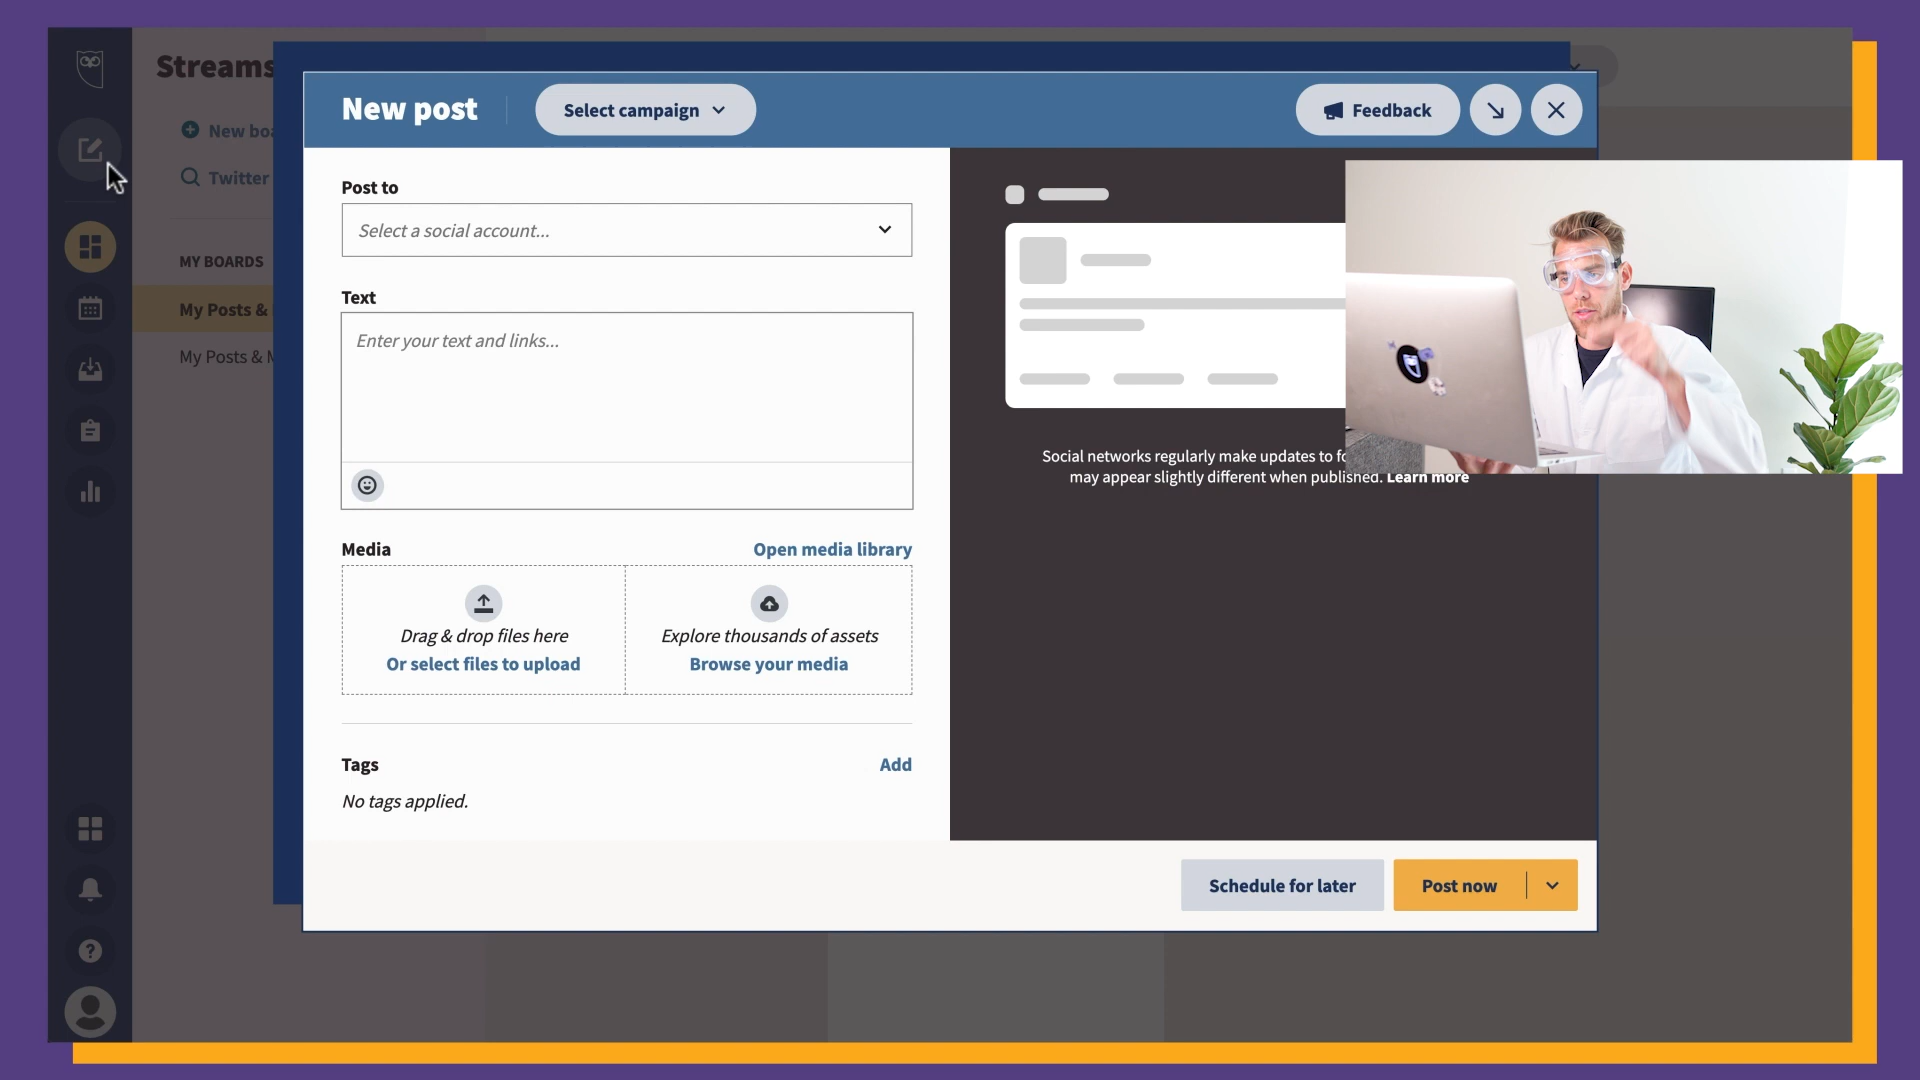 Streams
New boa
Twitter
MY BOARDS
My Posts &
My Posts & M
New post
Select campaign
Feedback
Post to
Select a social account...
Text
Enter your text and links...
Media
Open media library
Drag & drop files here
Or select files to upload
Explore thousands of assets
Browse your media
Tags
Add
No tags applied.
Social networks regularly make updates to fo
may appear slightly different when published. Learn more
Schedule for later
Post now